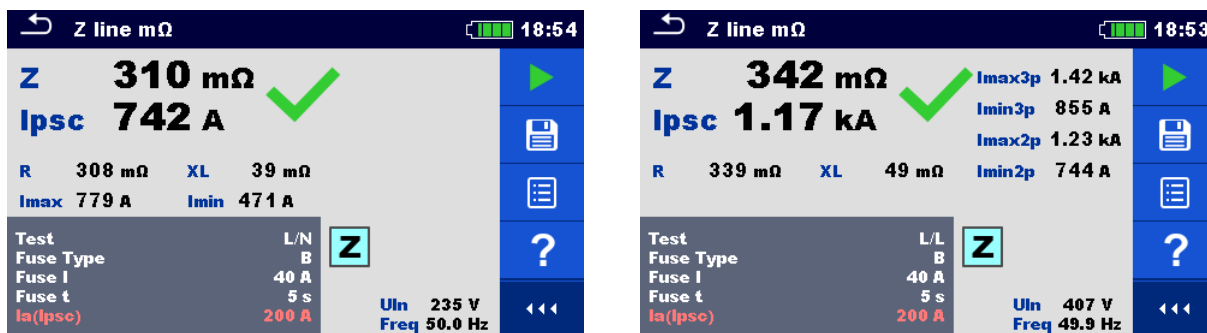 Z line mΩ 18:54
Z 310 mΩ
Ipsc 742 A
R 308 mΩ XL 39 mΩ
Imax 779 A Imin 471 A
Test L/N
Fuse Type B
Fuse I 40 A
Fuse t 5 s
Ia(Ipsc) 200 A
Z
Uln 235 V
Freq 50.0 Hz
?
Z line mΩ 18:53
Z 342 mΩ
Ipsc 1.17 kA
Imax3p 1.42 kA
Imin3p 855 A
Imax2p 1.23 kA
Imin2p 744 A
R 339 mΩ XL 49 mΩ
Test L/L
Fuse Type B
Fuse I 40 A
Fuse t 5 s
Ia(Ipsc) 200 A
Z
Uln 407 V
Freq 49.9 Hz
?